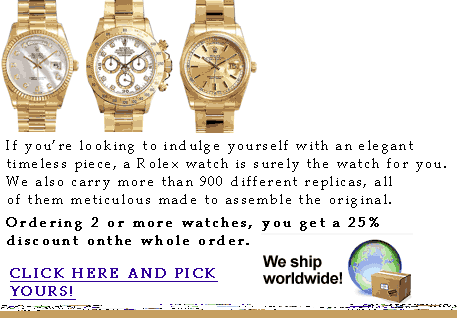 If you're looking to indulge yourself with an elegant
timeless piece, a Rolex watch is surely the watch for you.
We also carry more than 900 different replicas, all
of them meticulous made to assemble the original.
Ordering 2 or more watches, you get a 25%
discount onthe whole order.
CLICK HERE AND PICK
YOURS!
We ship
worldwide!